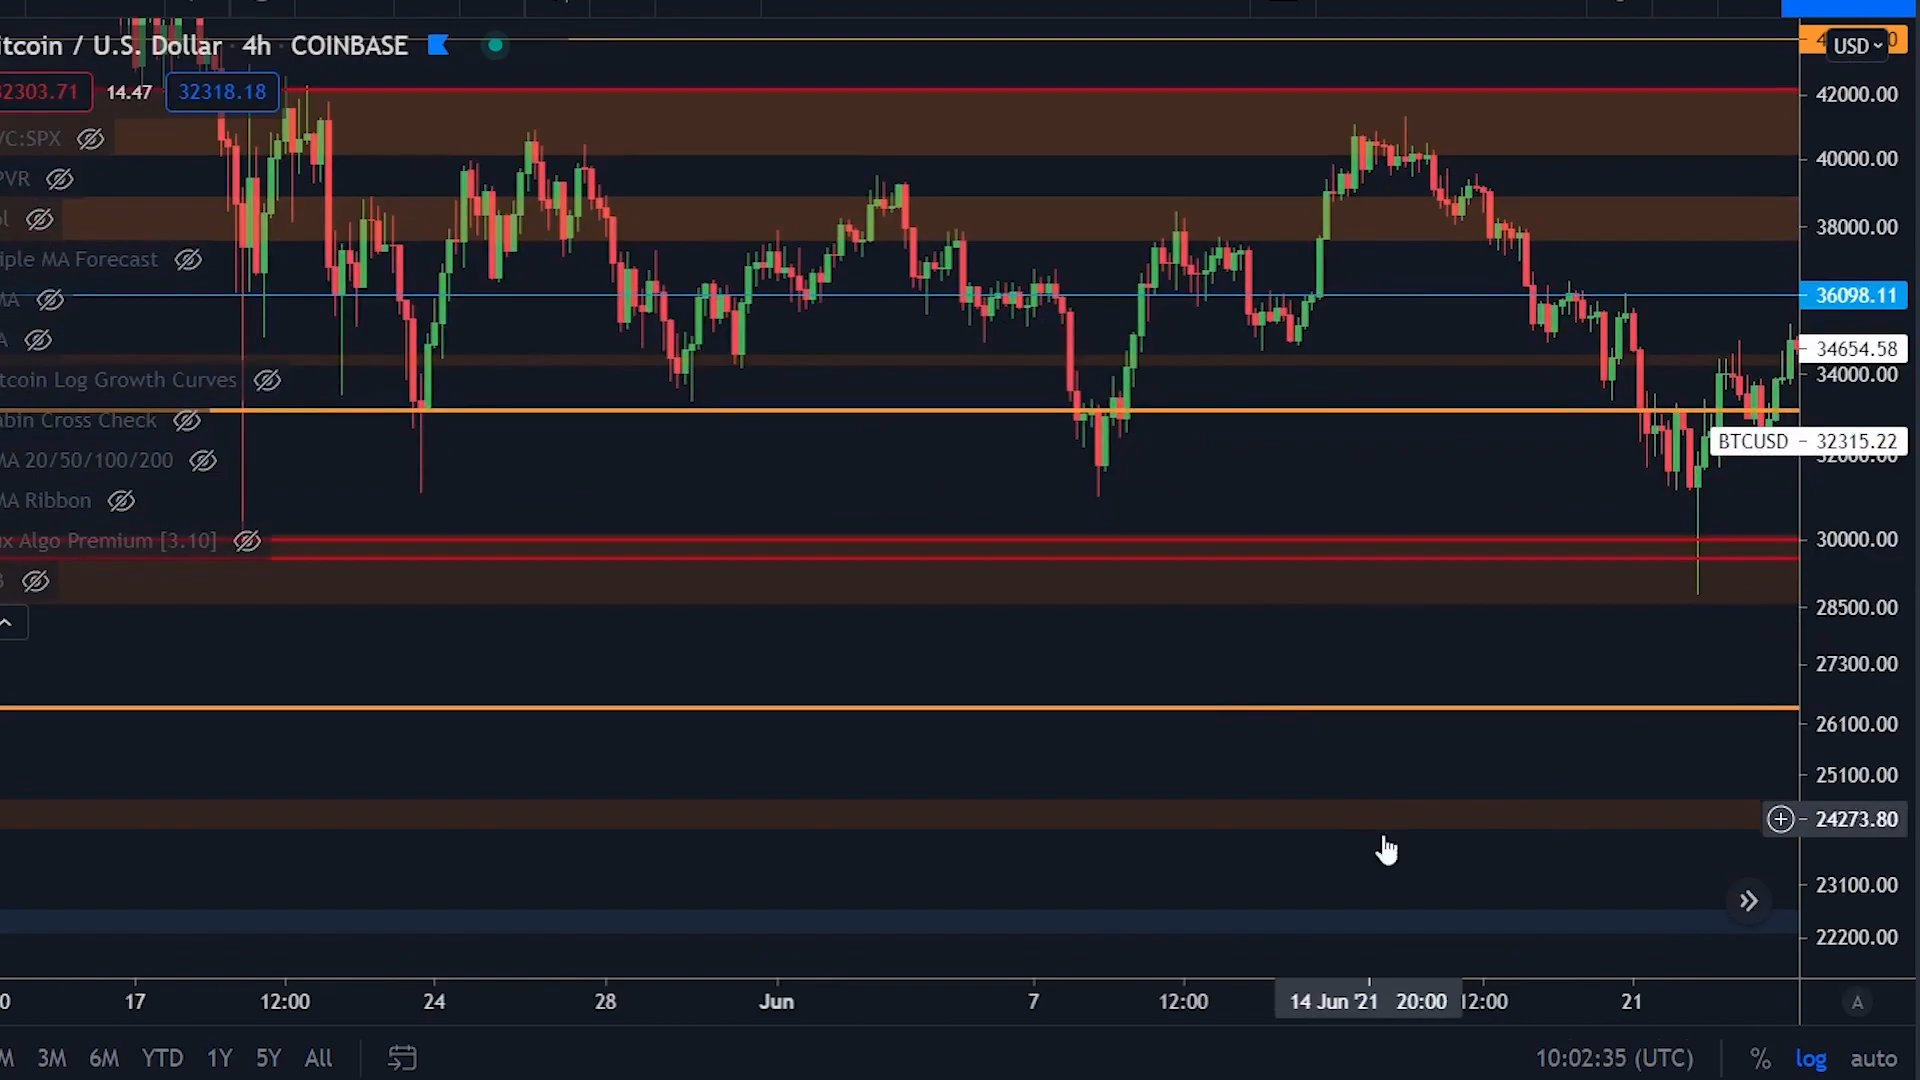 itcoin / U.S. Dollar · 4h · COINBASE
USD
32303.71 14.47 32318.18
42000.00
VC:SPX
40000.00
PVR
38000.00
iple MA Forecast
MA
36098.11
A
34654.58
tcoin Log Growth Curves
34000.00
abin Cross Check
BTCUSD 32315.22
32000.00
MA 20/50/100/200
MA Ribbon
ux Algo Premium [3.10]
30000.00
28500.00
27300.00
26100.00
25100.00
24273.80
23100.00
22200.00
17 12:00 24 28 Jun 7 12:00 14 Jun '21 20:00 12:00 21
A
M 3M 6M YTD 1Y 5Y All
10:02:35 (UTC) % log auto